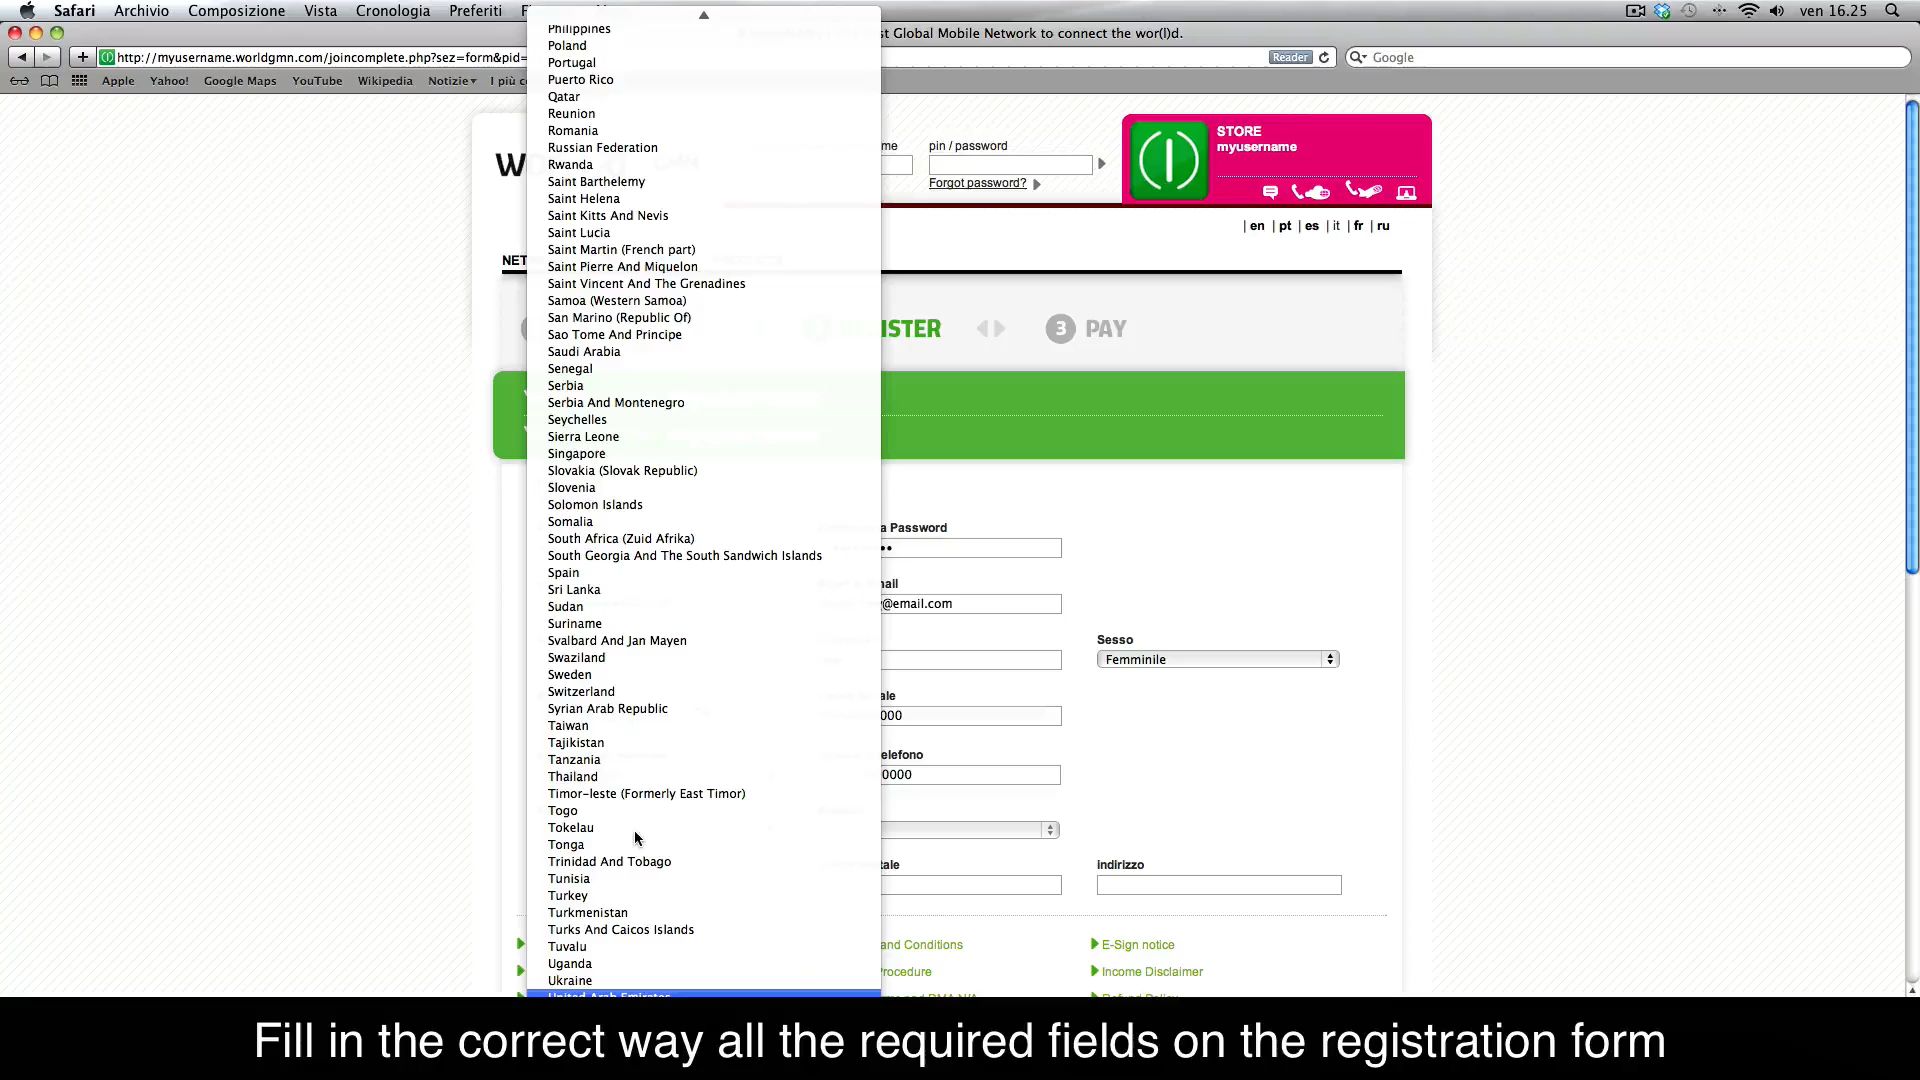 Safari Archivio Composizione Vista Cronologia Preferiti
ven 16.25
st Global Mobile Network to connect the wor(l)d.
http://myusername.worldgmn.com/joincomplete.php?sez=form&pid=
Reader
Google
Apple Yahoo! Google Maps YouTube Wikipedia Notizie I più c
Philippines
Poland
Portugal
Puerto Rico
Qatar
Reunion
Romania
Russian Federation
Rwanda
Saint Barthelemy
Saint Helena
Saint Kitts And Nevis
Saint Lucia
Saint Martin (French part)
Saint Pierre And Miquelon
Saint Vincent And The Grenadines
Samoa (Western Samoa)
San Marino (Republic Of)
Sao Tome And Principe
Saudi Arabia
Senegal
Serbia
Serbia And Montenegro
Seychelles
Sierra Leone
Singapore
Slovakia (Slovak Republic)
Slovenia
Solomon Islands
Somalia
South Africa (Zuid Afrika)
South Georgia And The South Sandwich Islands
Spain
Sri Lanka
Sudan
Suriname
Svalbard And Jan Mayen
Swaziland
Sweden
Switzerland
Syrian Arab Republic
Taiwan
Tajikistan
Tanzania
Thailand
Timor-leste (Formerly East Timor)
Togo
Tokelau
Tonga
Trinidad And Tobago
Tunisia
Turkey
Turkmenistan
Turks And Caicos Islands
Tuvalu
Uganda
Ukraine
United Arab Emirates
W
me
pin / password
Forgot password?
STORE
myusername
| en | pt | es | it | fr | ru
NET
ISTER
3 PAY
a Password
••
ail
@email.com
Sesso
Femminile
ale
000
elefono
0000
tale
indirizzo
and Conditions
E-Sign notice
rocedure
Income Disclaimer
Refund Policy
Fill in the correct way all the required fields on the registration form